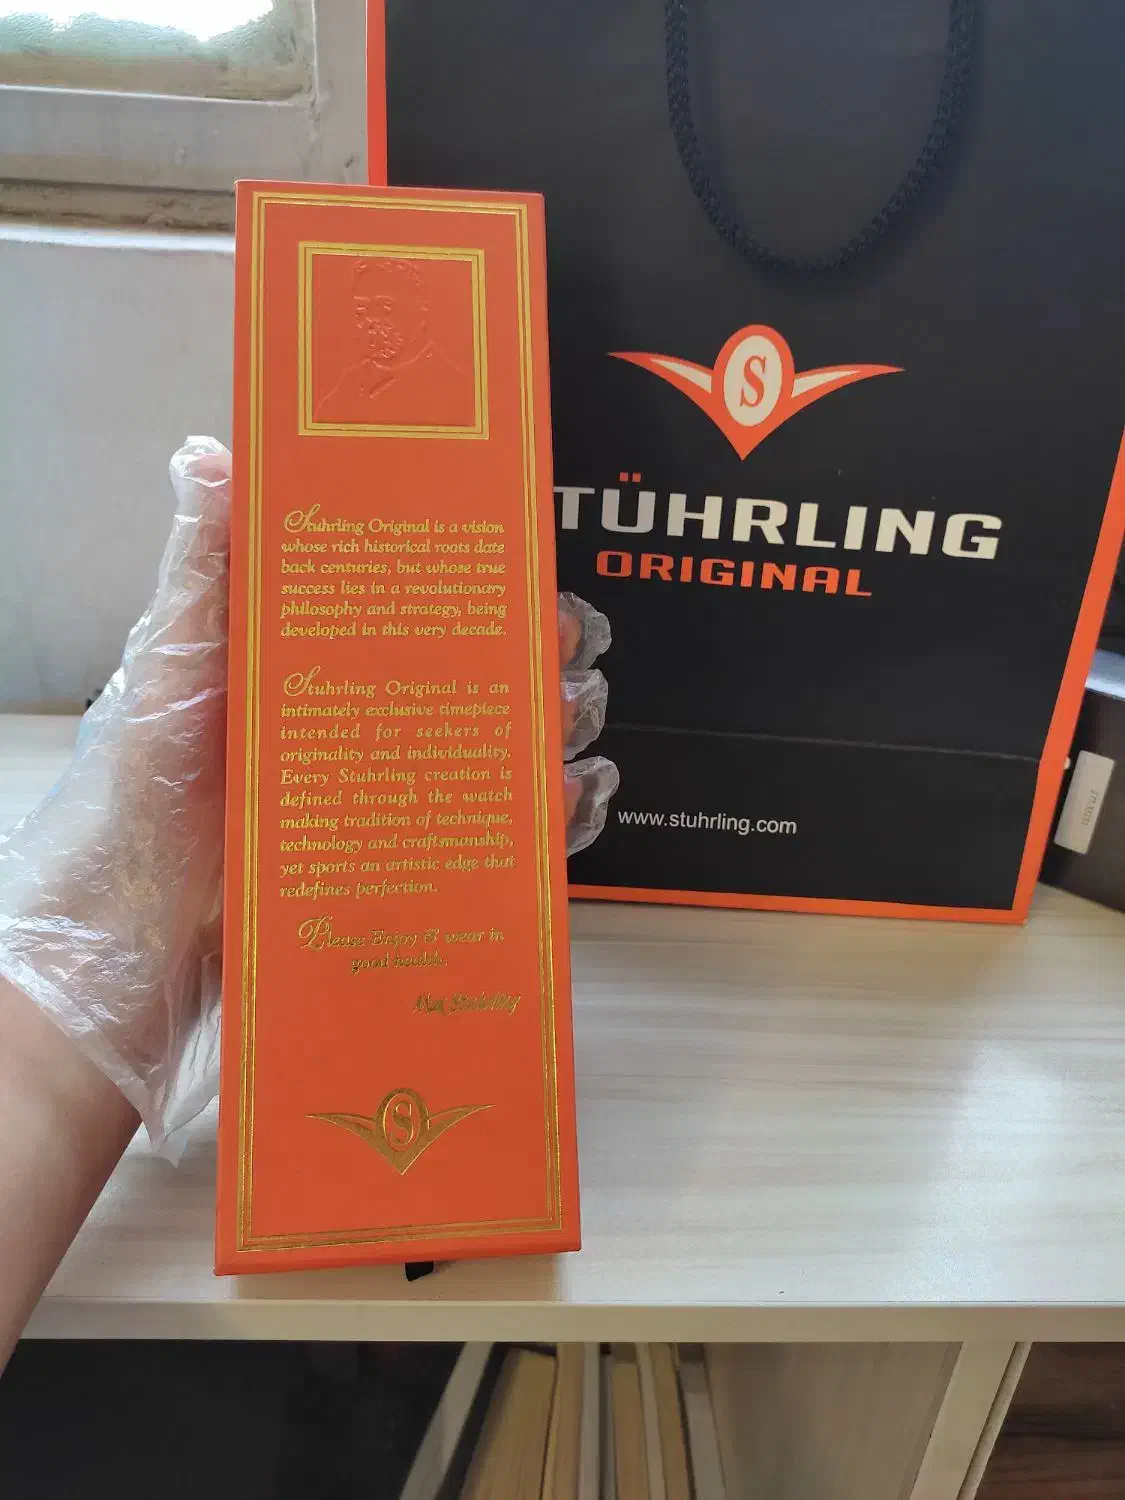 Stuhrling Original is a vision
whose rich historical roots date
back centuries, but whose true
success lies in a revolutionary
philosophy and strategy, being
developed in this very decade.
Stuhrling Original is an
intimately exclusive timepiece
intended for seekers of
originality and individuality.
Every Stuhrling creation is
defined through the watch
making tradition of technique,
technology and craftsmanship,
yet sports an artistic edge that
redefines perfection.
Please Enjoy & wear in
good health.
Max Stuhrling
S
S
TÜHRLING
ORIGINAL
www.stuhrling.com